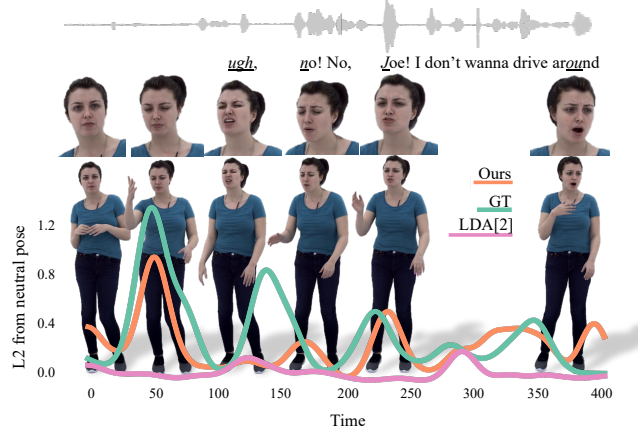 ugh, no! No, Joe! I don't wanna drive around
Ours
GT
LDA[2]
L2 from neutral pose
1.2
0.8
0.4
0.0
0 50 100 150 200 250 300 350 400
Time